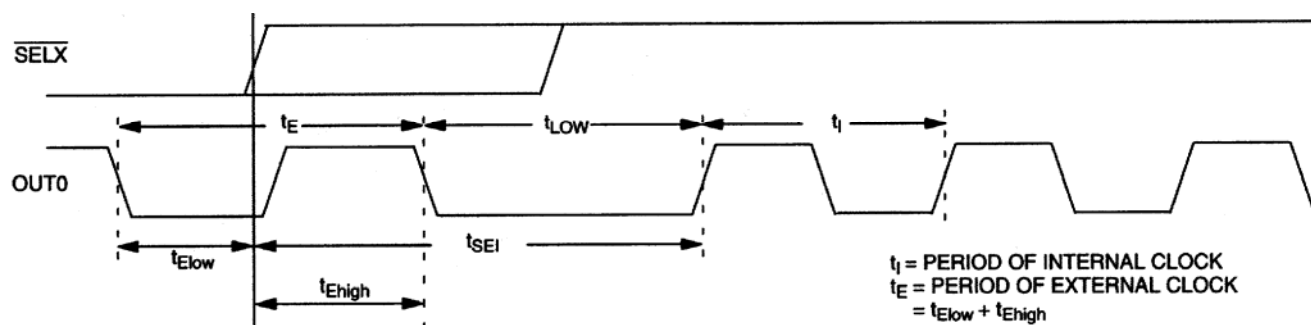 SELX
tE
tLOW
tI
OUT0
tElow
tSEI
tEhigh
tI = PERIOD OF INTERNAL CLOCK
tE = PERIOD OF EXTERNAL CLOCK
= tElow + tEhigh